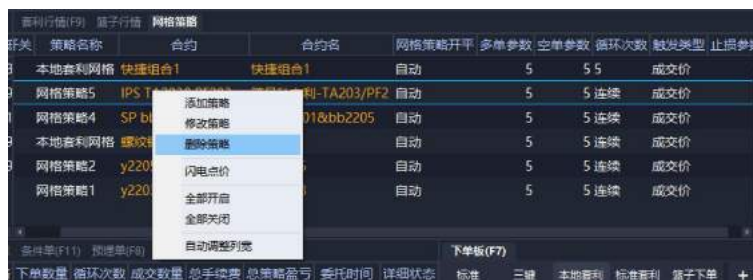 套利行情(F9) 篮子行情 网格策略
开关 策略名称 合约 合约名 网格策略开平 多单参数 空单参数 循环次数 触发类型 止损参
本地套利网格 快捷组合1 快捷组合1 自动 5 5 5 成交价
网格策略5 IPS -TA203/PF2 自动 5 5 连续 成交价
网格策略4 SP 01&bb2205 自动 5 5 连续 成交价
本地套利网格 自动 5 5 连续 成交价
网格策略2 y220 自动 5 5 连续 成交价
网格策略1 y220 自动 5 5 连续 成交价
添加策略
修改策略
删除策略
闪电点价
全部开启
全部关闭
自动调整列宽
条件单(F11) 预埋单(F8) 下单板(F7)
下单数量 循环次数 成交数量 总手续费 总策略盈亏 委托时间 详细状态 标准 三键 本地套利 标准套利 篮子下单 +